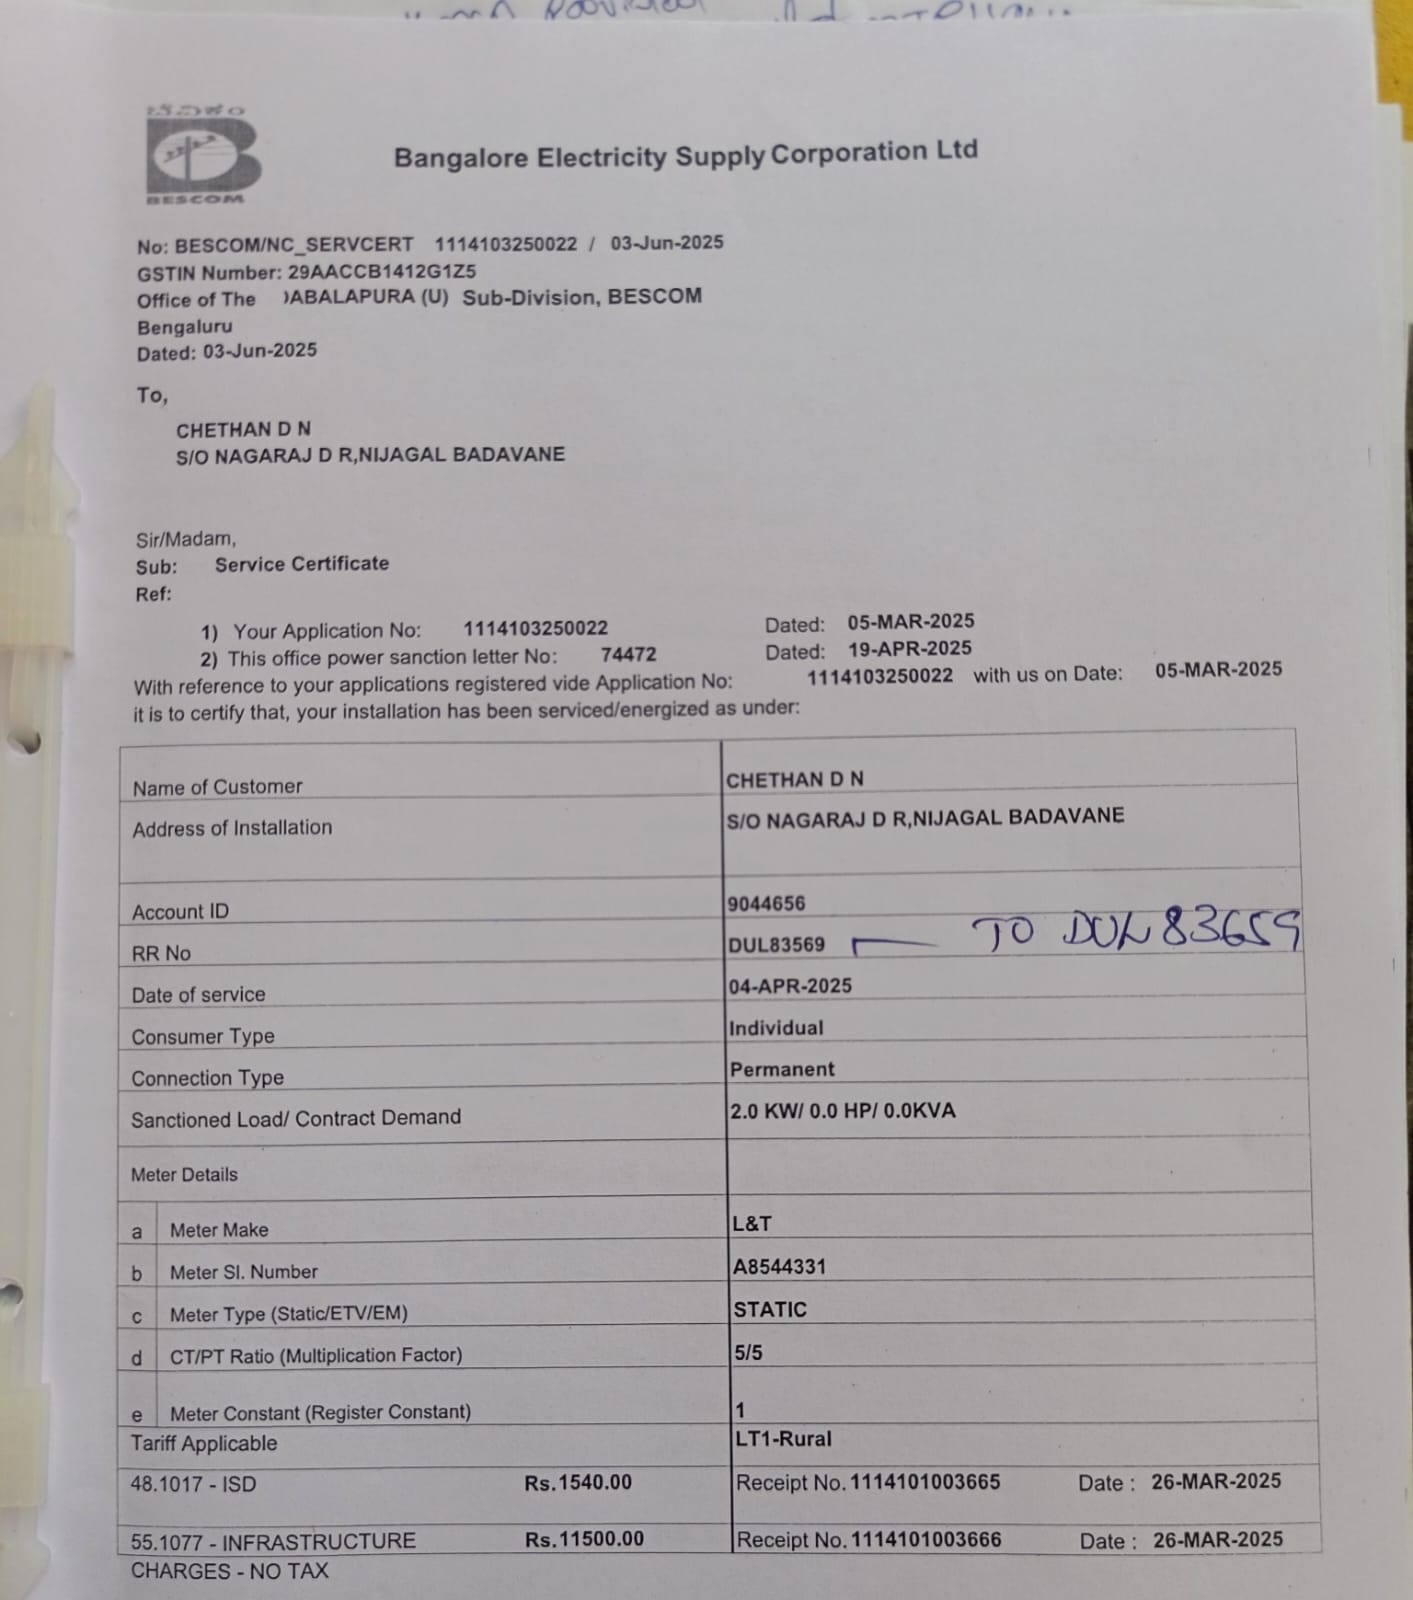 BESCOM
Bangalore Electricity Supply Corporation Ltd
No: BESCOM/NC_SERVCERT 1114103250022 / 03-Jun-2025
GSTIN Number: 29AACCB1412G1Z5
Office of The )ABALAPURA (U) Sub-Division, BESCOM
Bengaluru
Dated: 03-Jun-2025
To,
CHETHAN D N
S/O NAGARAJ D R,NIJAGAL BADAVANE
Sir/Madam,
Sub: Service Certificate
Ref:
1) Your Application No: 1114103250022 Dated: 05-MAR-2025
2) This office power sanction letter No: 74472 Dated: 19-APR-2025
With reference to your applications registered vide Application No: 1114103250022 with us on Date: 05-MAR-2025
it is to certify that, your installation has been serviced/energized as under:
Name of Customer CHETHAN D N
Address of Installation S/O NAGARAJ D R,NIJAGAL BADAVANE
Account ID 9044656
RR No DUL83569 TO DUL 83659
Date of service 04-APR-2025
Consumer Type Individual
Connection Type Permanent
Sanctioned Load/ Contract Demand 2.0 KW/ 0.0 HP/ 0.0KVA
Meter Details
a Meter Make L&T
b Meter Sl. Number A8544331
c Meter Type (Static/ETV/EM) STATIC
d CT/PT Ratio (Multiplication Factor) 5/5
e Meter Constant (Register Constant) 1
Tariff Applicable LT1-Rural
48.1017 - ISD Rs.1540.00 Receipt No. 1114101003665 Date : 26-MAR-2025
55.1077 - INFRASTRUCTURE Rs.11500.00 Receipt No. 1114101003666 Date : 26-MAR-2025
CHARGES - NO TAX